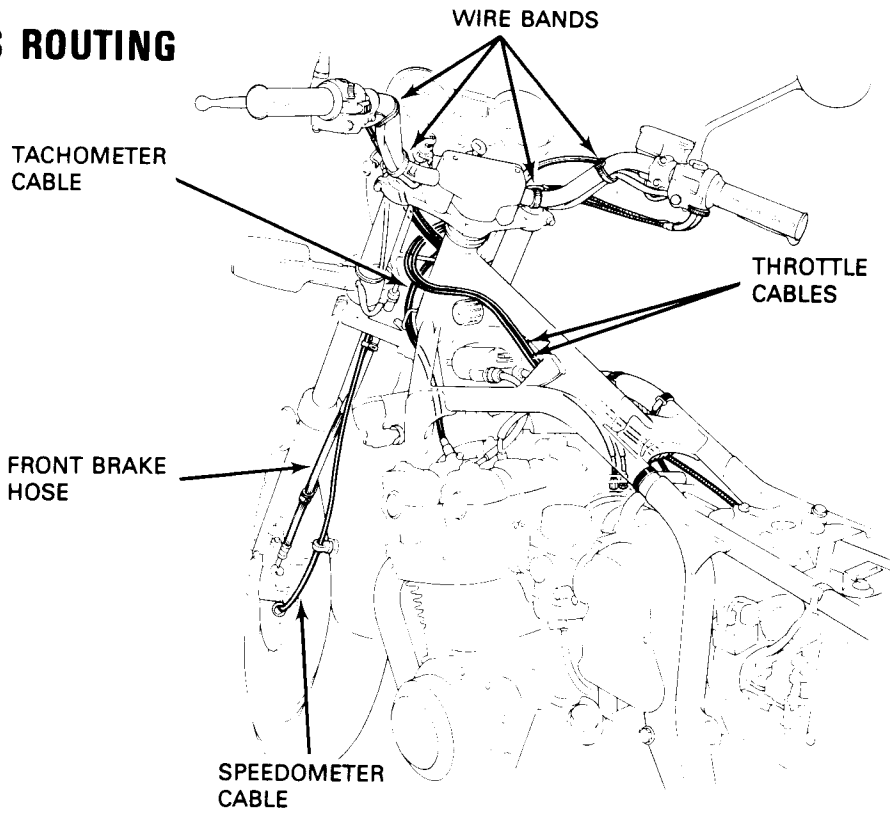 ROUTING
WIRE BANDS
TACHOMETER
CABLE
THROTTLE
CABLES
FRONT BRAKE
HOSE
SPEEDOMETER
CABLE